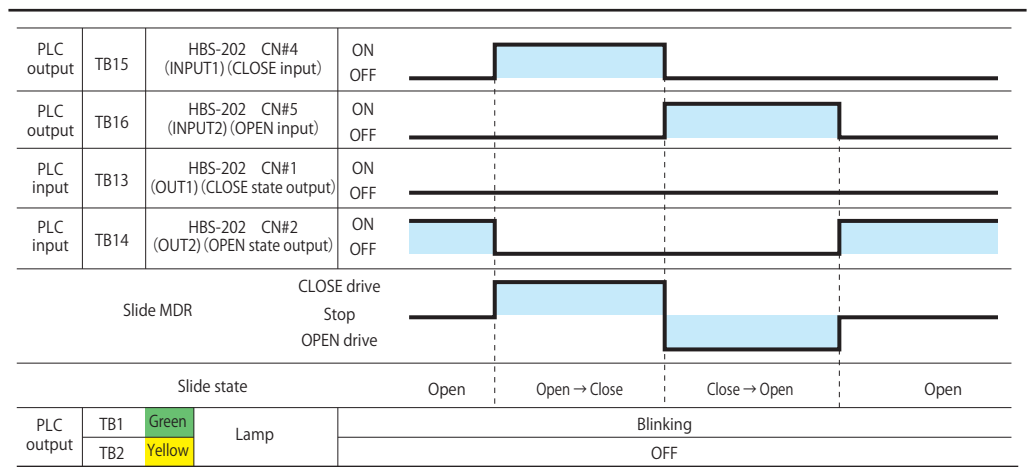 PLC output TB15 HBS-202 CN#4 (INPUT1)(CLOSE input) ON OFF
PLC output TB16 HBS-202 CN#5 (INPUT2)(OPEN input) ON OFF
PLC input TB13 HBS-202 CN#1 (OUT1)(CLOSE state output) ON OFF
PLC input TB14 HBS-202 CN#2 (OUT2)(OPEN state output) ON OFF
CLOSE drive
Slide MDR Stop
OPEN drive
Slide state Open Open → Close Close → Open Open
PLC output TB1 Green Lamp Blinking
TB2 Yellow OFF